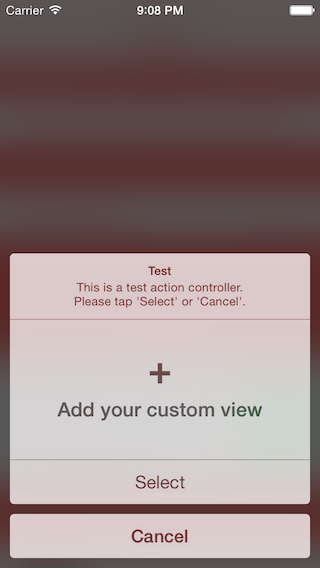 Carrier 9:08 PM
Test
This is a test action controller.
Please tap 'Select' or 'Cancel'.
+
Add your custom view
Select
Cancel